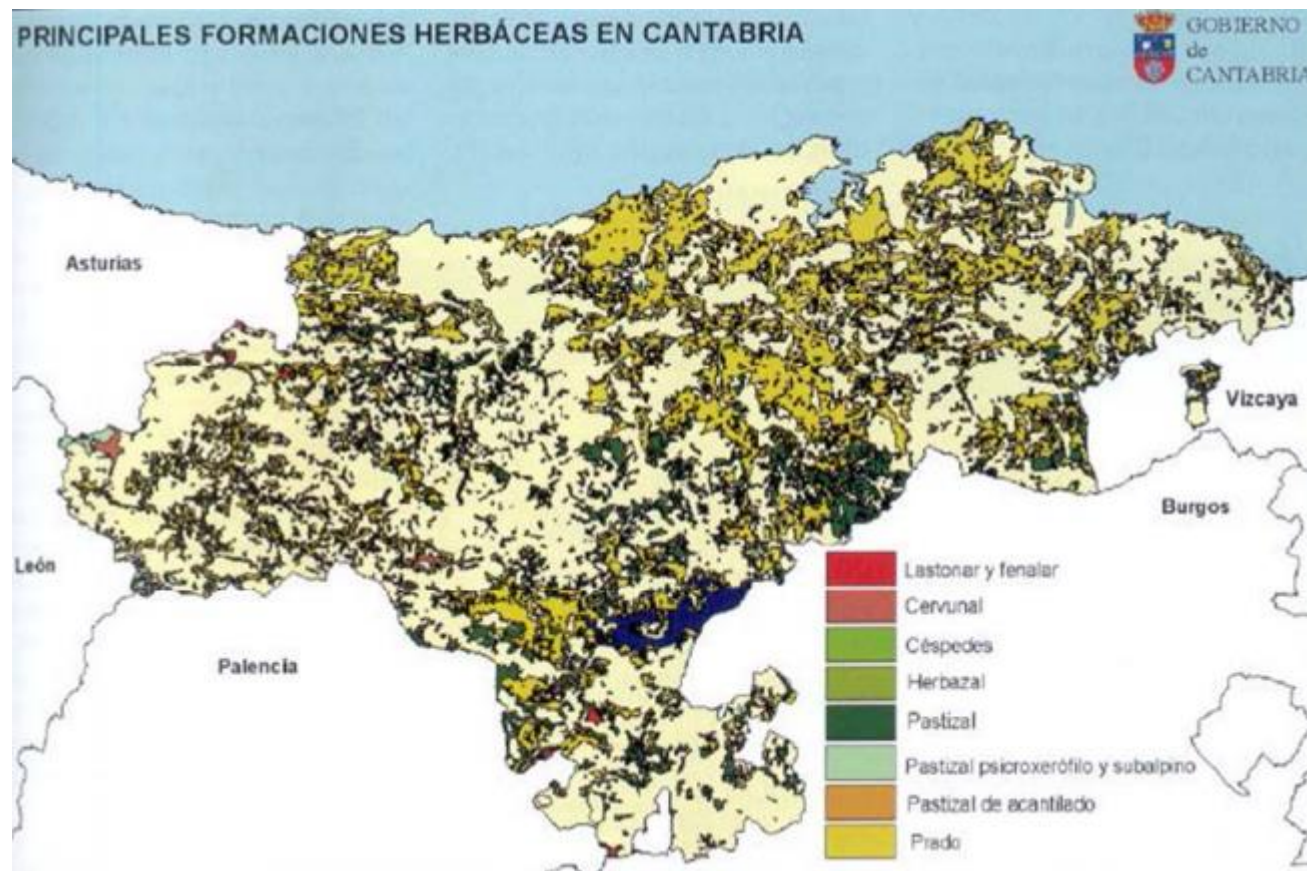 PRINCIPALES FORMACIONES HERBÁCEAS EN CANTABRIA
GOBIERNO
de
CANTABRIA
Asturias
Vizcaya
Burgos
León
Palencia
Lastonar y fenalar
Cervunal
Céspedes
Herbazal
Pastizal
Pastizal psicroxerófilo y subalpino
Pastizal de acantilado
Prado